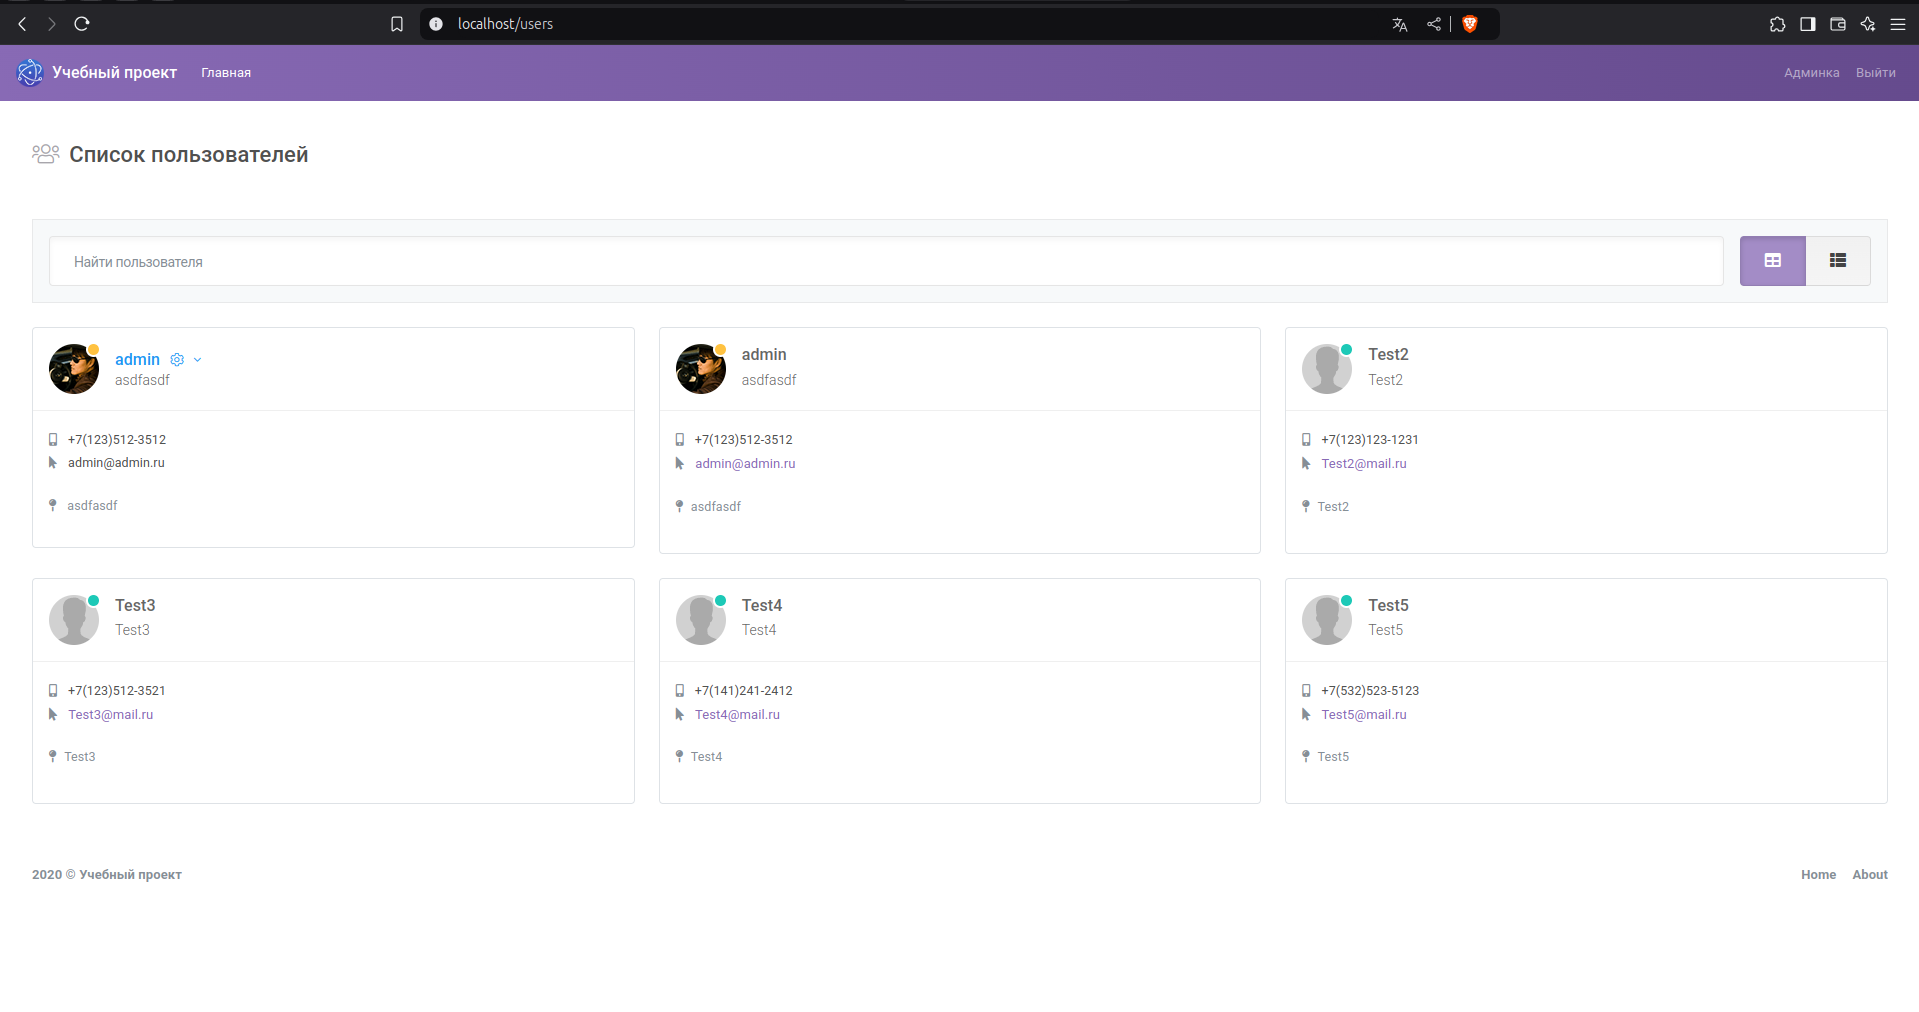 localhost/users
Учебный проект Главная Админка Выйти
Список пользователей
Найти пользователя
admin
asdfasdf
+7(123)512-3512
admin@admin.ru
asdfasdf
admin
asdfasdf
+7(123)512-3512
admin@admin.ru
asdfasdf
Test2
Test2
+7(123)123-1231
Test2@mail.ru
Test2
Test3
Test3
+7(123)512-3521
Test3@mail.ru
Test3
Test4
Test4
+7(141)241-2412
Test4@mail.ru
Test4
Test5
Test5
+7(532)523-5123
Test5@mail.ru
Test5
2020 © Учебный проект Home About